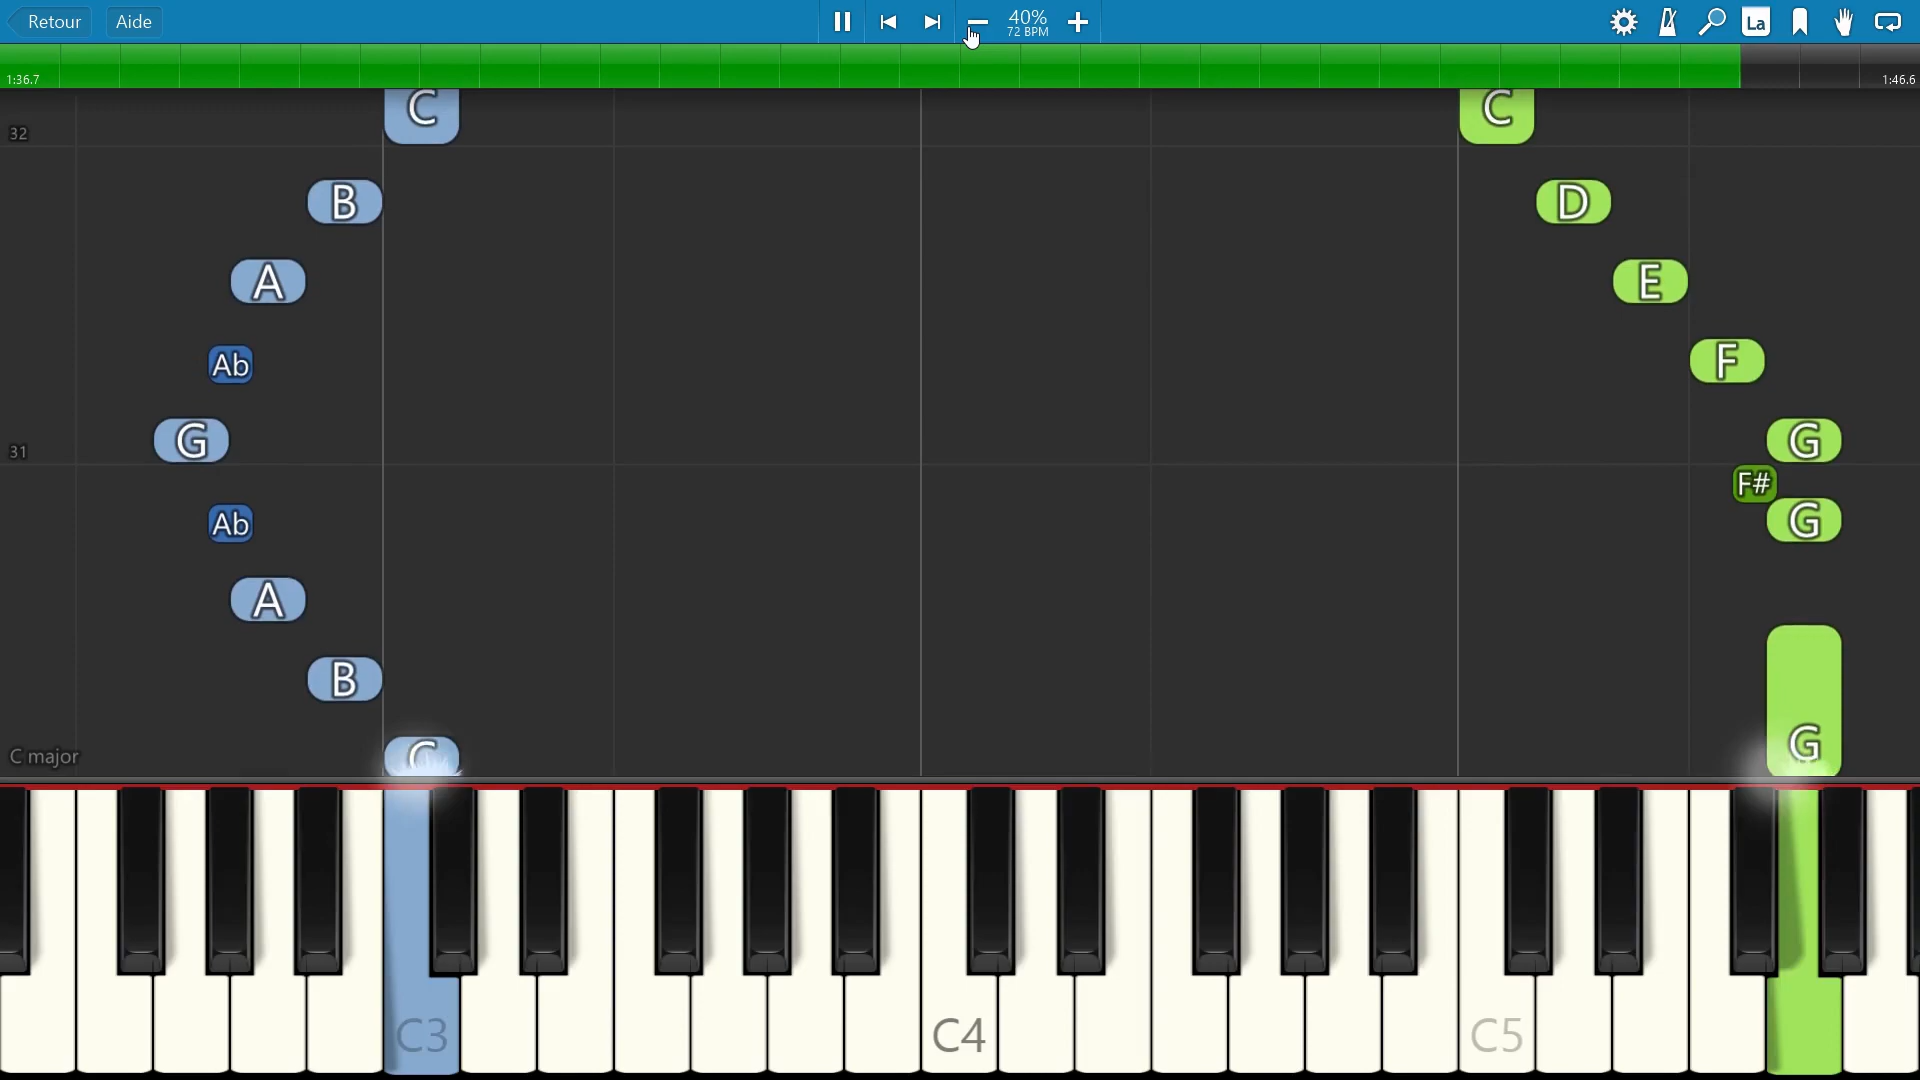 Retour Aide 40% La
72 BPM
1:36.7 1:46.6
C C
32
B D
A E
Ab F
G G
31
F#
Ab G
A
B
G
C major C
C3 C4 C5